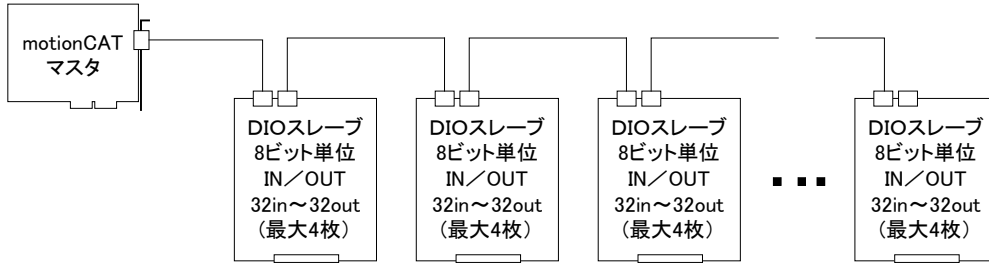 motionCAT
マスタ
DIOスレーブ
8ビット単位
IN／OUT
32in～32out
（最大4枚）
DIOスレーブ
8ビット単位
IN／OUT
32in～32out
（最大4枚）
DIOスレーブ
8ビット単位
IN／OUT
32in～32out
（最大4枚）
...
DIOスレーブ
8ビット単位
IN／OUT
32in～32out
（最大4枚）